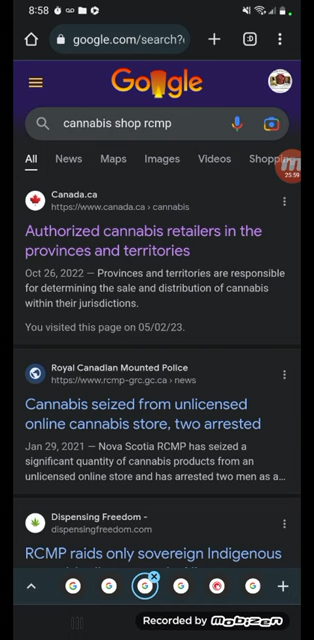 8:58
google.com/search?
Google
cannabis shop rcmp
All News Maps Images Videos Shopping
25:59
Canada.ca
https://www.canada.ca › cannabis
Authorized cannabis retailers in the
provinces and territories
Oct 26, 2022 — Provinces and territories are responsible
for determining the sale and distribution of cannabis
within their jurisdictions.
You visited this page on 05/02/23.
Royal Canadian Mounted Police
https://www.rcmp-grc.gc.ca › news
Cannabis seized from unlicensed
online cannabis store, two arrested
Jan 29, 2021 — Nova Scotia RCMP has seized a
significant quantity of cannabis products from an
unlicensed online store and has arrested two men as a...
Dispensing Freedom -
dispensingfreedom.com
RCMP raids only sovereign Indigenous
Recorded by Mobizen